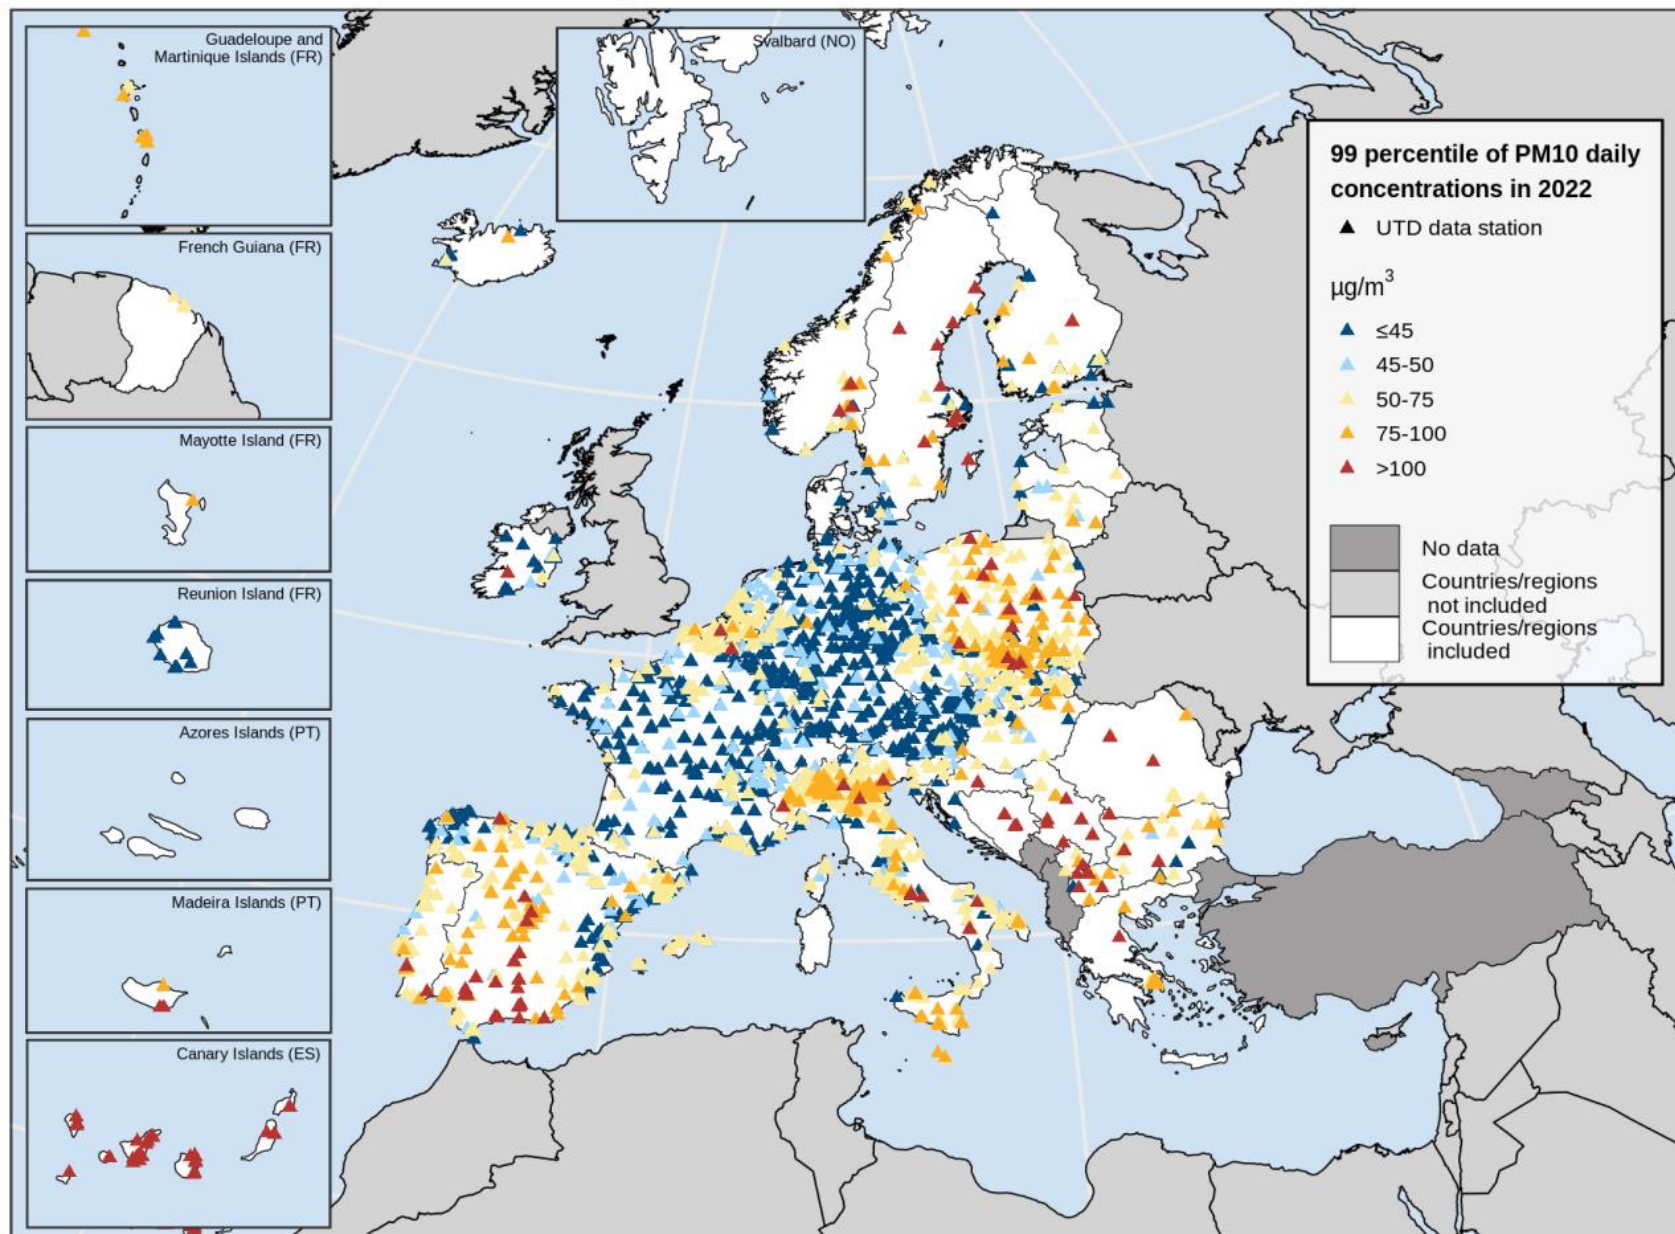 Guadeloupe and
Martinique Islands (FR)
Svalbard (NO)
French Guiana (FR)
Mayotte Island (FR)
Reunion Island (FR)
Azores Islands (PT)
Madeira Islands (PT)
Canary Islands (ES)
99 percentile of PM10 daily
concentrations in 2022
UTD data station
µg/m³
≤45
45-50
50-75
75-100
>100
No data
Countries/regions
not included
Countries/regions
included